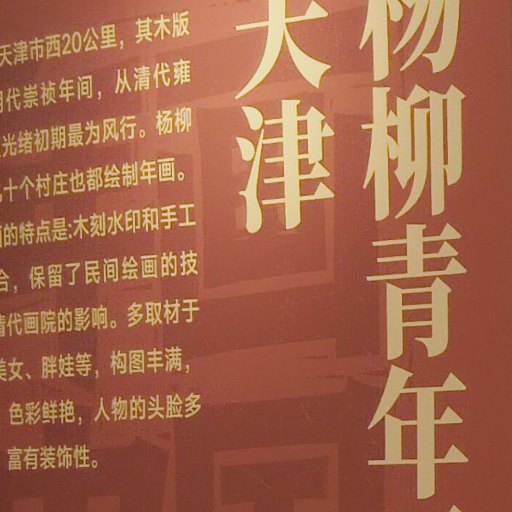 杨柳青年
天津
天津市西20公里，其木版
代崇祯年间，从清代雍
光绪初期最为风行。杨柳
十个村庄也都绘制年画。
的特点是:木刻水印和手工
合，保留了民间绘画的技
清代画院的影响。多取材于
美女、胖娃等，构图丰满，
色彩鲜艳，人物的头脸多
富有装饰性。